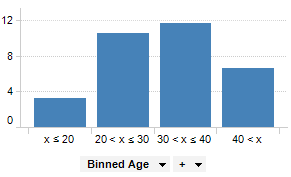 12
8
4
0
x ≤ 20
20 < x ≤ 30
30 < x ≤ 40
40 < x
Binned Age
+